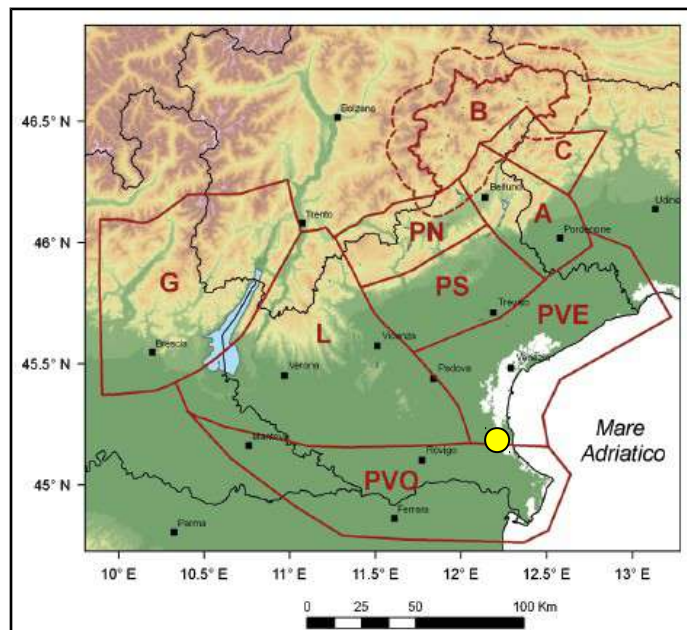 46.5° N
46° N
45.5° N
45° N
10° E
10.5° E
11° E
11.5° E
12° E
12.5° E
13° E
Bolzano
B
C
Trento
Belluno
A
Udine
PN
Pordenone
G
PS
Treviso
PVE
L
Brescia
Vicenza
Verona
Padova
Venezia
Mare
Adriatico
Mantova
Rovigo
PVO
Ferrara
Parma
0 25 50 100 Km